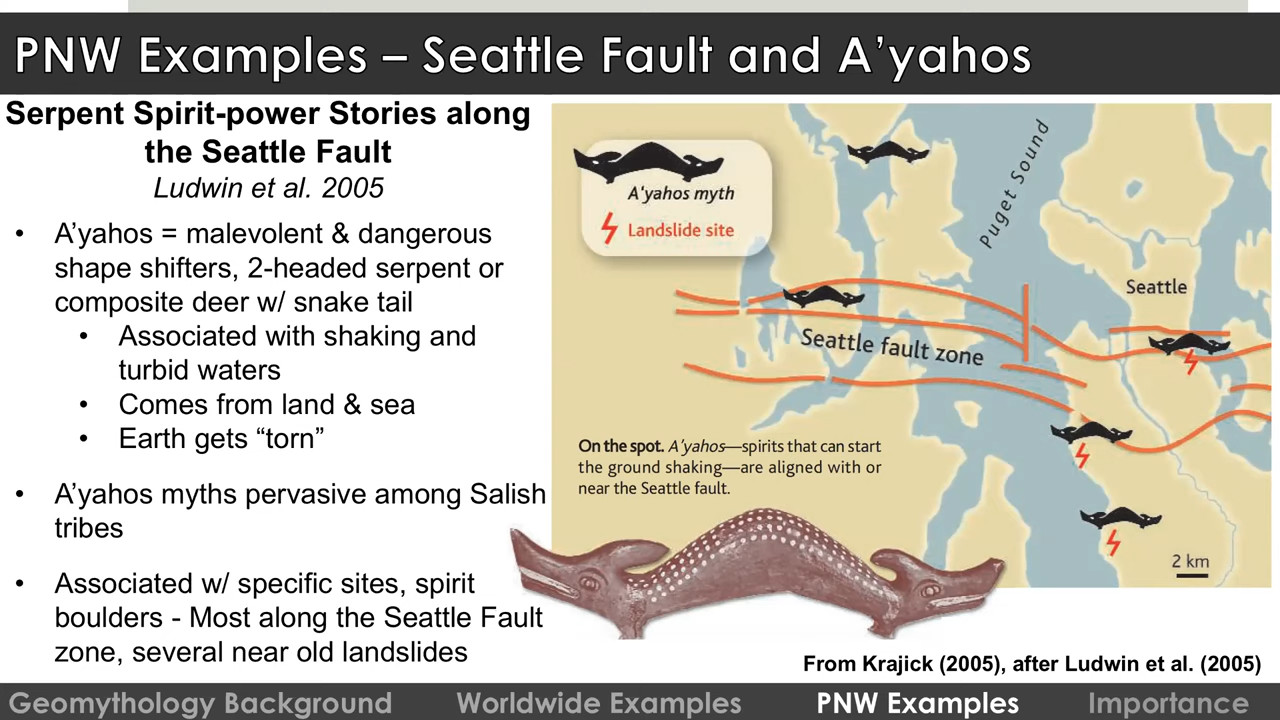 PNW Examples – Seattle Fault and A’yahos
Serpent Spirit-power Stories along
the Seattle Fault
Ludwin et al. 2005
• A’yahos = malevolent & dangerous
shape shifters, 2-headed serpent or
composite deer w/ snake tail
• Associated with shaking and
turbid waters
• Comes from land & sea
• Earth gets “torn”
• A’yahos myths pervasive among Salish
tribes
• Associated w/ specific sites, spirit
boulders - Most along the Seattle Fault
zone, several near old landslides
A'yahos myth
Landslide site
Puget Sound
Seattle
Seattle fault zone
On the spot. A'yahos—spirits that can start
the ground shaking—are aligned with or
near the Seattle fault.
2 km
From Krajick (2005), after Ludwin et al. (2005)
Geomythology Background Worldwide Examples PNW Examples Importance